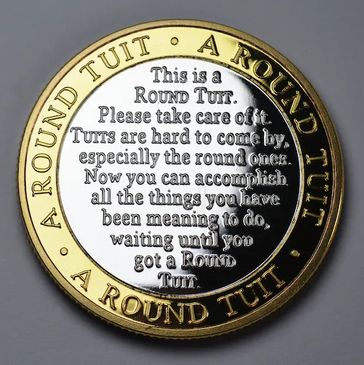 A ROUND TUIT · A ROUND TUIT · A ROUND TUIT ·
This is a
ROUND TUIT.
Please take care of it.
TUITS are hard to come by,
especially the round ones.
Now you can accomplish
all the things you have
been meaning to do,
waiting until you
got a ROUND
TUIT.